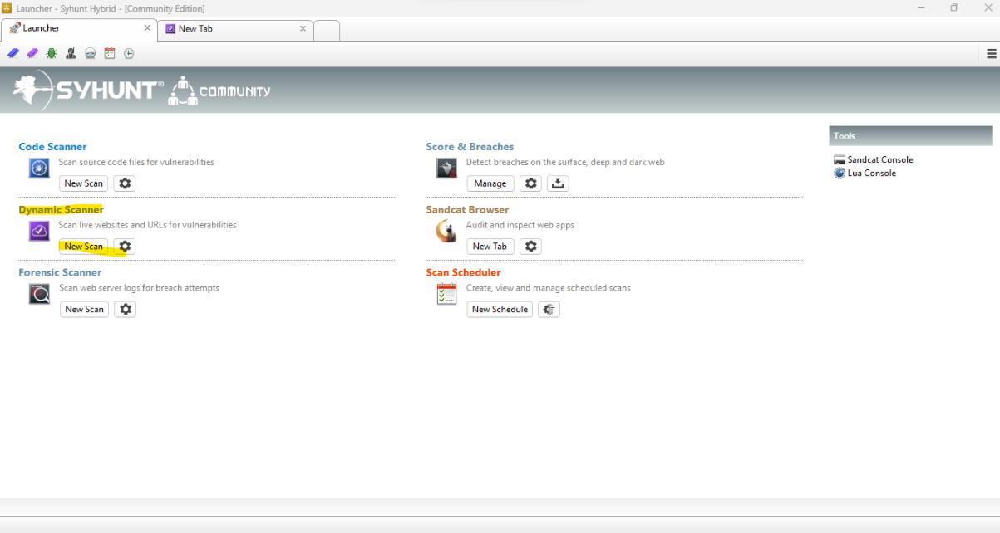 Launcher - Syhunt Hybrid - [Community Edition]
Launcher
New Tab
SYHUNT® COMMUNITY
Tools
Sandcat Console
Lua Console
Code Scanner
Scan source code files for vulnerabilities
New Scan
Score & Breaches
Detect breaches on the surface, deep and dark web
Manage
Dynamic Scanner
Scan live websites and URLs for vulnerabilities
New Scan
Sandcat Browser
Audit and inspect web apps
New Tab
Forensic Scanner
Scan web server logs for breach attempts
New Scan
Scan Scheduler
Create, view and manage scheduled scans
New Schedule